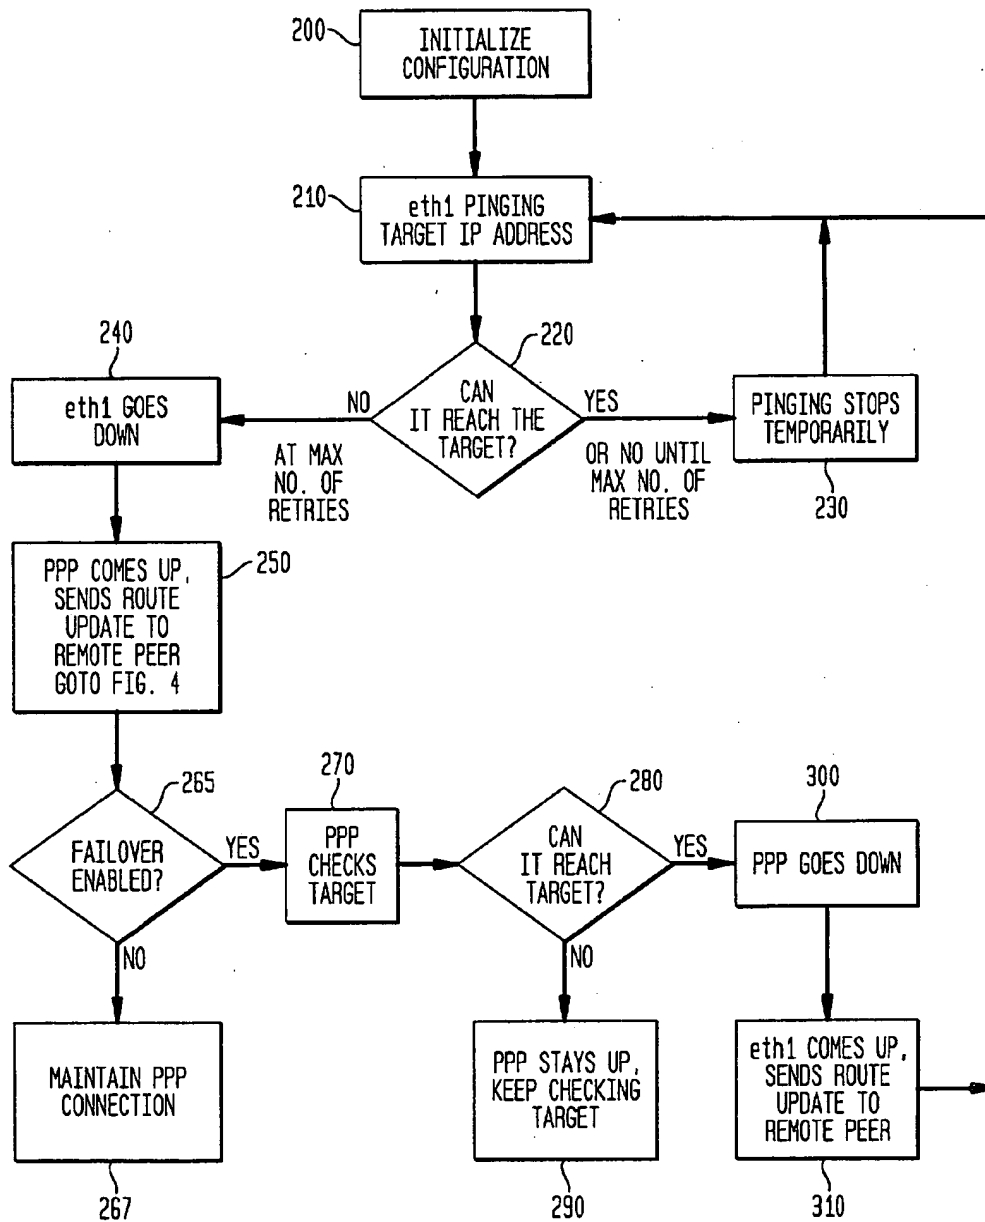 200
INITIALIZE
CONFIGURATION
210
eth1 PINGING
TARGET IP ADDRESS
220
CAN
IT REACH THE
TARGET?
NO
AT MAX
NO. OF
RETRIES
YES
OR NO UNTIL
MAX NO. OF
RETRIES
PINGING STOPS
TEMPORARILY
230
240
eth1 GOES
DOWN
250
PPP COMES UP,
SENDS ROUTE
UPDATE TO
REMOTE PEER
GOTO FIG. 4
265
FAILOVER
ENABLED?
YES
NO
MAINTAIN PPP
CONNECTION
267
270
PPP
CHECKS
TARGET
280
CAN
IT REACH
TARGET?
YES
NO
PPP STAYS UP,
KEEP CHECKING
TARGET
290
300
PPP GOES DOWN
eth1 COMES UP,
SENDS ROUTE
UPDATE TO
REMOTE PEER
310